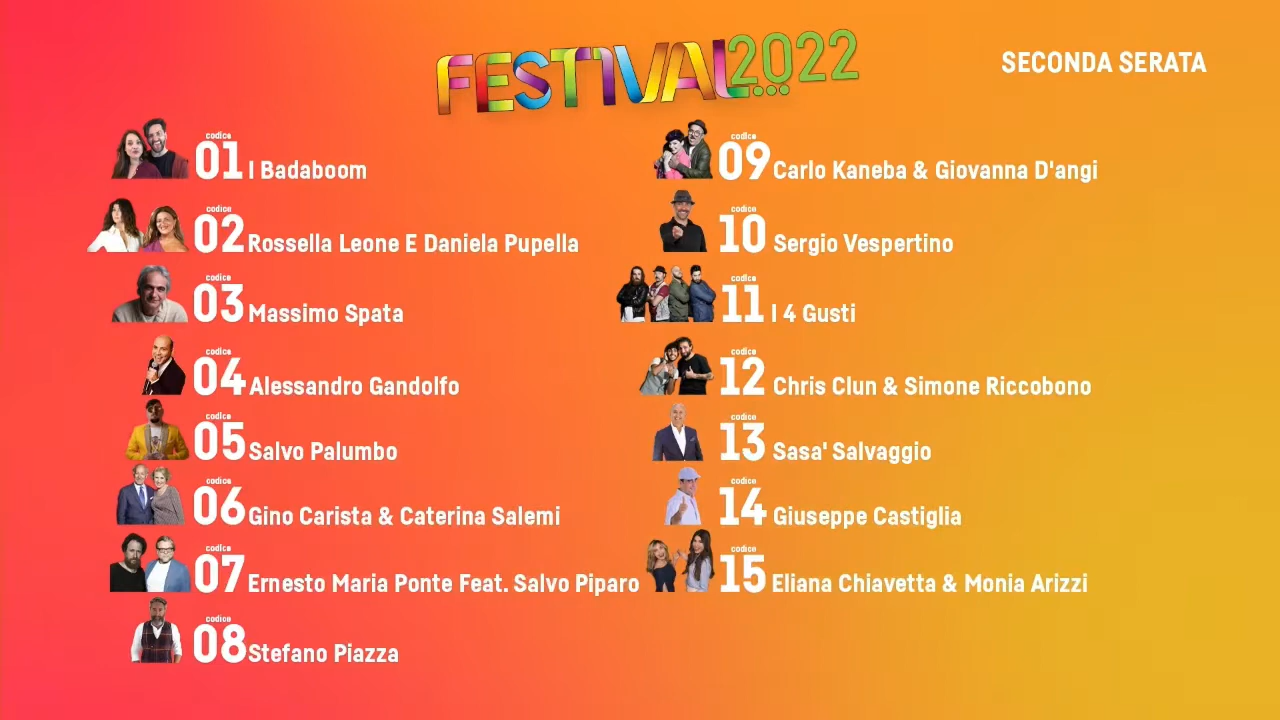 FESTIVAL 2022
SECONDA SERATA
codice
01 I Badaboom
codice
02 Rossella Leone E Daniela Pupella
codice
03 Massimo Spata
codice
04 Alessandro Gandolfo
codice
05 Salvo Palumbo
codice
06 Gino Carista & Caterina Salemi
codice
07 Ernesto Maria Ponte Feat. Salvo Piparo
codice
08 Stefano Piazza
codice
09 Carlo Kaneba & Giovanna D'angi
codice
10 Sergio Vespertino
codice
11 I 4 Gusti
codice
12 Chris Clun & Simone Riccobono
codice
13 Sasa' Salvaggio
codice
14 Giuseppe Castiglia
codice
15 Eliana Chiavetta & Monia Arizzi